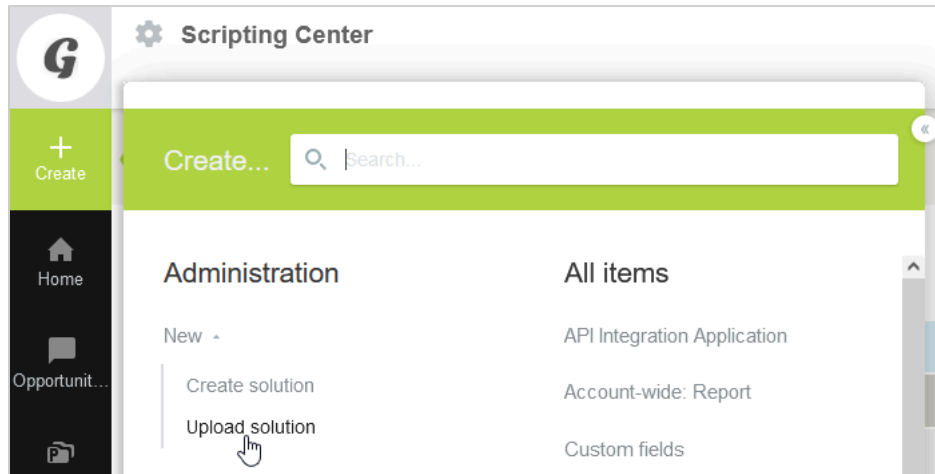 G
Scripting Center
Create
Create...
Search...
Home
Opportunit...
Administration
New
Create solution
Upload solution
All items
API Integration Application
Account-wide: Report
Custom fields